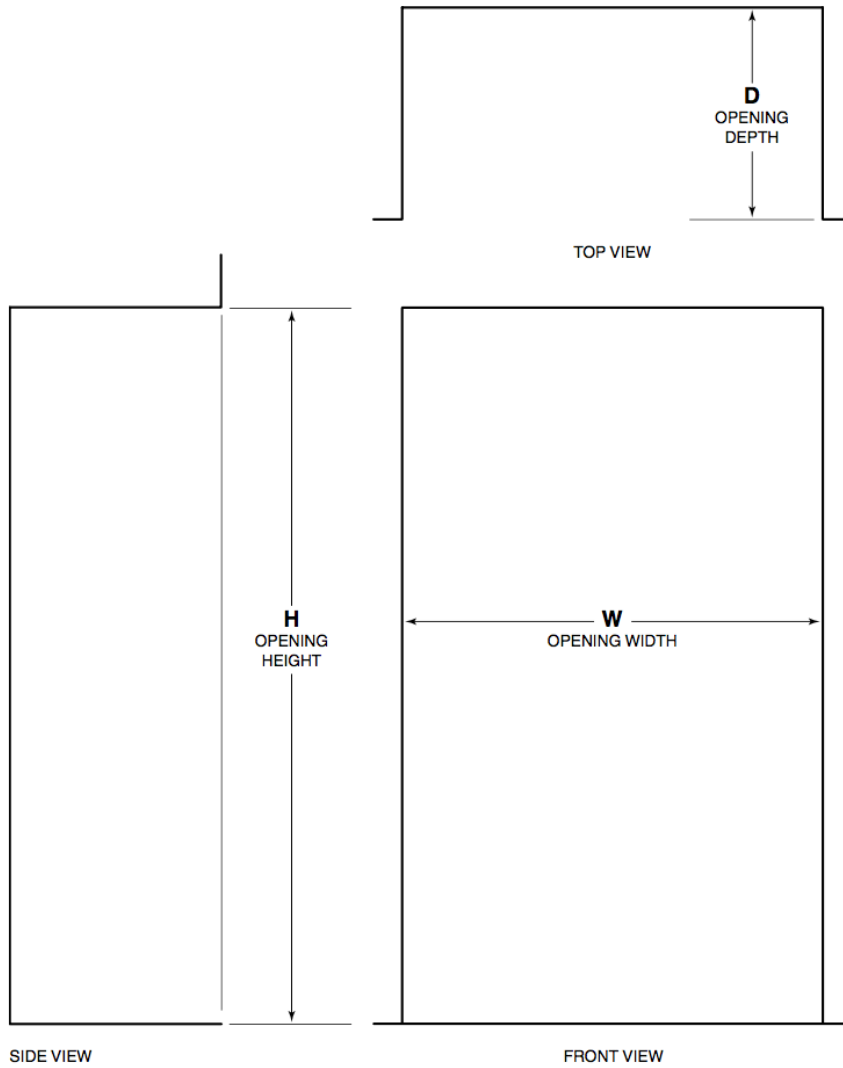 D
OPENING
DEPTH
TOP VIEW
H
OPENING
HEIGHT
W
OPENING WIDTH
SIDE VIEW
FRONT VIEW